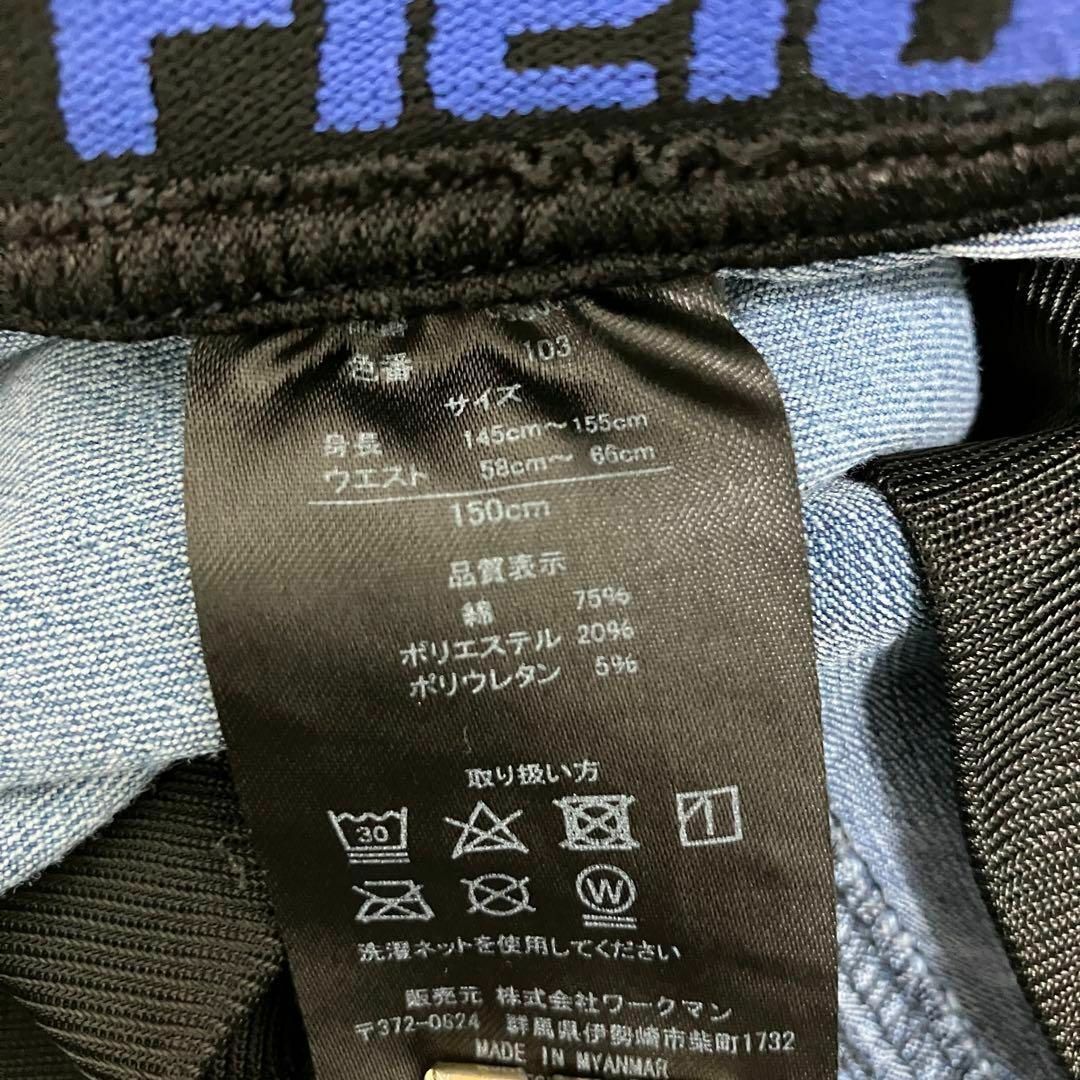 色番 103
サイズ
身長 145cm～155cm
ウエスト 58cm～ 66cm
150cm
品質表示
綿 75%
ポリエステル 20%
ポリウレタン 5%
取り扱い方
30
W
洗濯ネットを使用してください
販売元 株式会社ワークマン
〒372-0824 群馬県伊勢崎市柴町1732
MADE IN MYANMAR